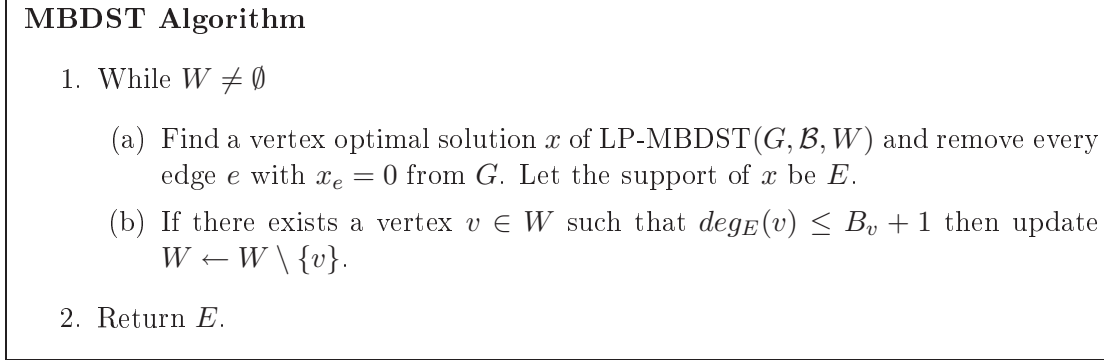 MBDST Algorithm
1. While W ≠ ∅
(a) Find a vertex optimal solution x of LP-MBDST(G, ℬ, W) and remove every
edge e with xₑ = 0 from G. Let the support of x be E.
(b) If there exists a vertex v ∈ W such that deg_E(v) ≤ B_v + 1 then update
W ← W \ {v}.
2. Return E.